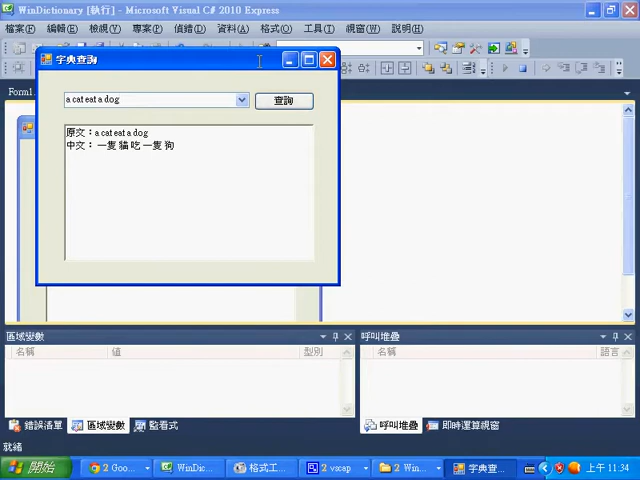 WinDictionary [執行] - Microsoft Visual C# 2010 Express
檔案(F) 編輯(E) 檢視(V) 專案(P) 偵錯(D) 資料(A) 格式(O) 工具(T) 視窗(W) 說明(H)
字典查詢
Form1.
a cat eat a dog
查詢
原文：a cat eat a dog
中文： 一隻 貓 吃 一隻 狗
區域變數
呼叫堆疊
名稱 值 型別
名稱 語言
錯誤清單 區域變數 監看式
呼叫堆疊 即時運算視窗
就緒
開始 2 Goo... WinDic... 格式工... 2 vscap 2 Win... 字典查... 上午 11:34